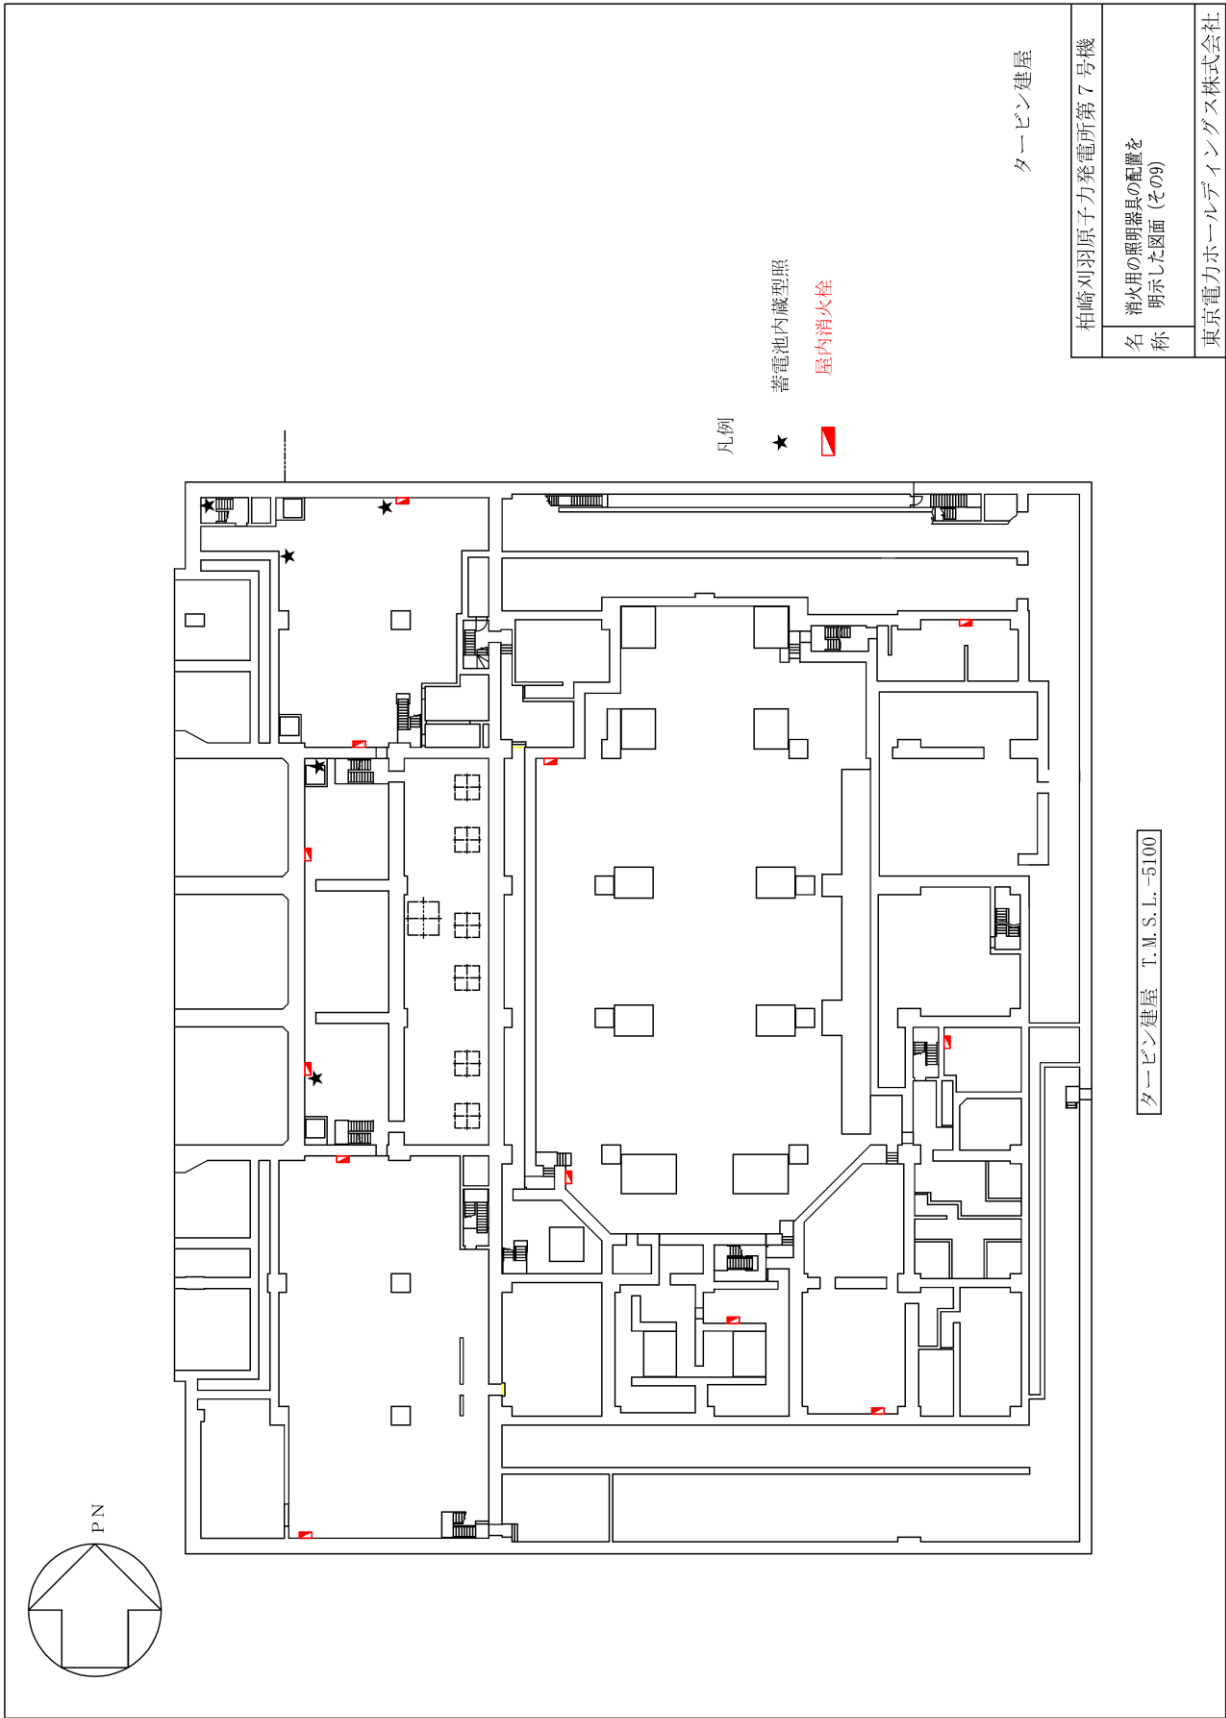 PN
タービン建屋　T.M.S.L.-5100
凡例
★　蓄電池内蔵型照
屋内消火栓
タービン建屋
柏崎刈羽原子力発電所第７号機
名称
消火用の照明器具の配置を
明示した図面（その9）
東京電力ホールディングス株式会社